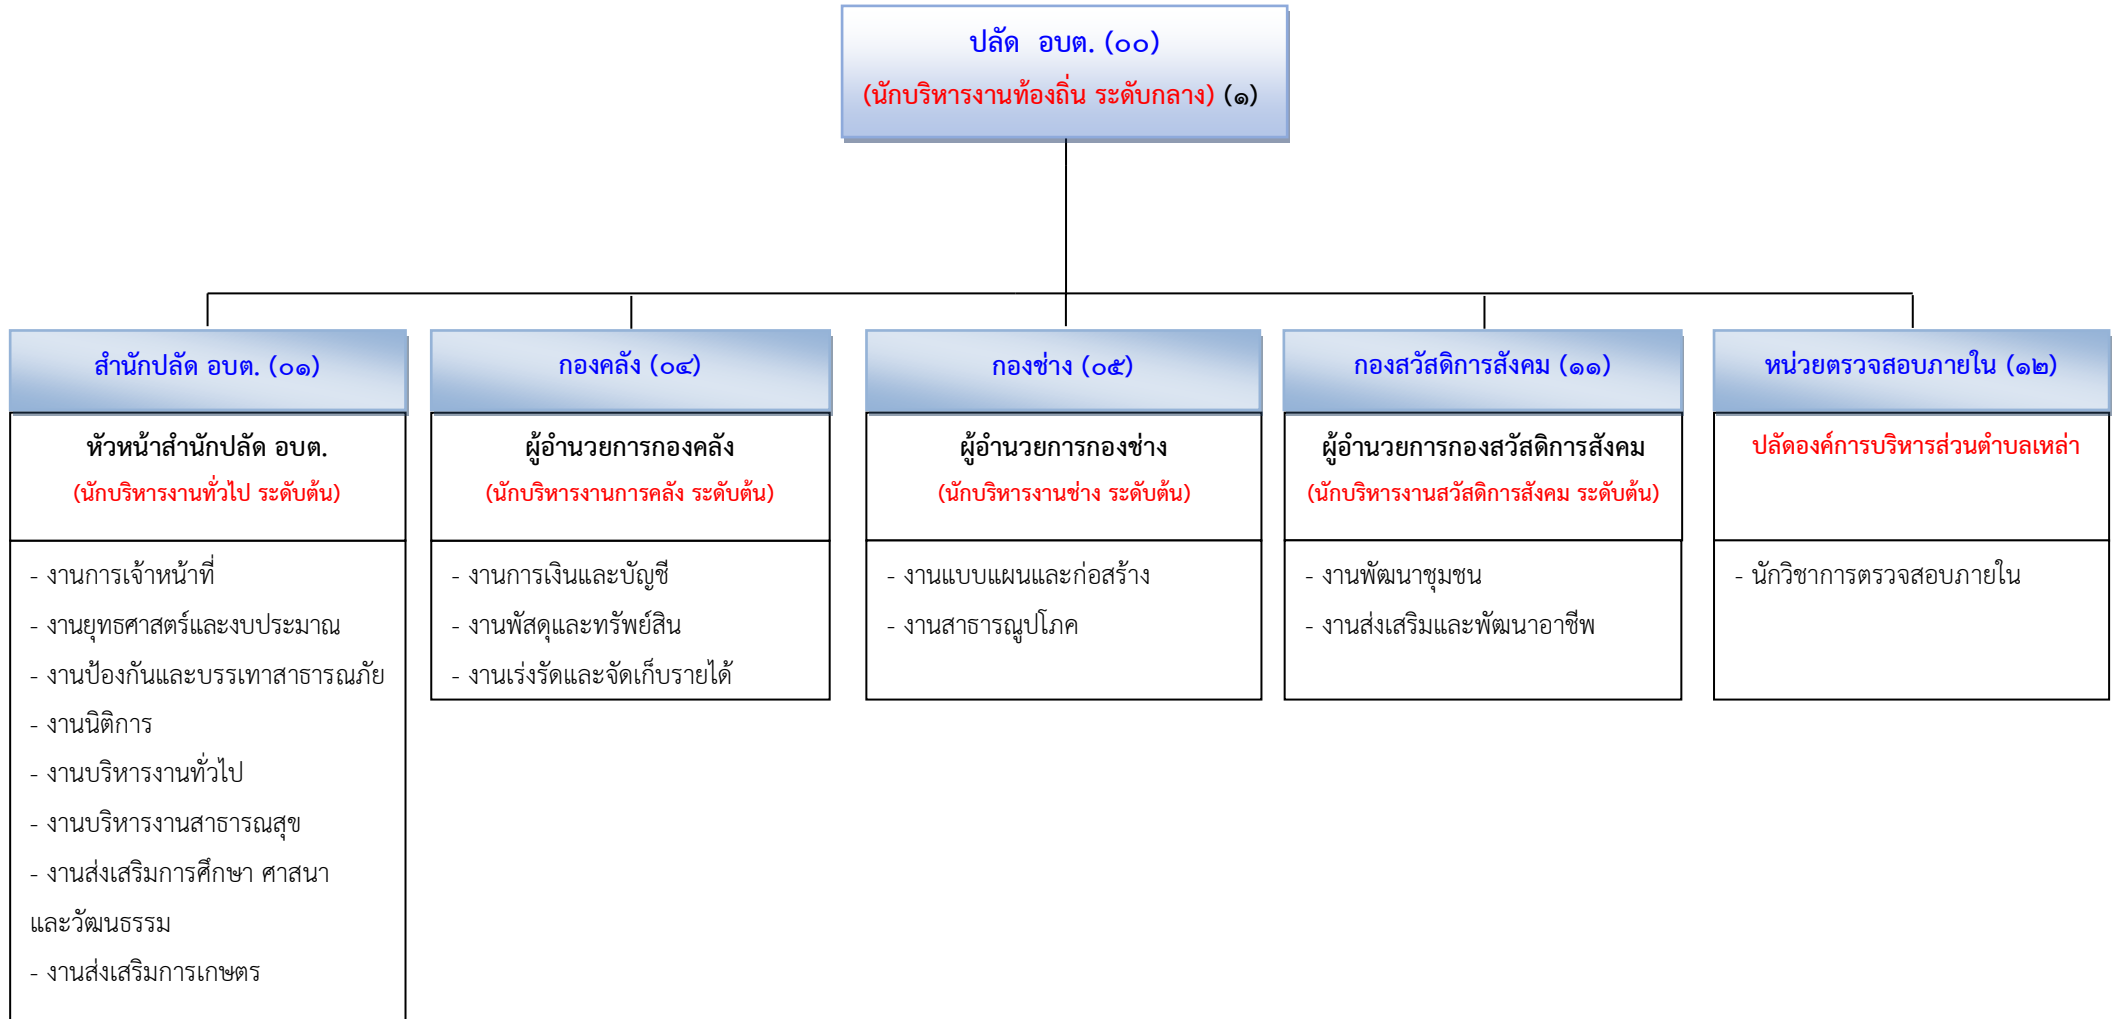 ปลัด อบต. (๐๐)
(นักบริหารงานท้องถิ่น ระดับกลาง) (๑)
สำนักปลัด อบต. (๐๑)
หัวหน้าสำนักปลัด อบต.
(นักบริหารงานทั่วไป ระดับต้น)
- งานการเจ้าหน้าที่
- งานยุทธศาสตร์และงบประมาณ
- งานป้องกันและบรรเทาสาธารณภัย
- งานนิติการ
- งานบริหารงานทั่วไป
- งานบริหารงานสาธารณสุข
- งานส่งเสริมการศึกษา ศาสนา
และวัฒนธรรม
- งานส่งเสริมการเกษตร
กองคลัง (๐๔)
ผู้อำนวยการกองคลัง
(นักบริหารงานการคลัง ระดับต้น)
- งานการเงินและบัญชี
- งานพัสดุและทรัพย์สิน
- งานเร่งรัดและจัดเก็บรายได้
กองช่าง (๐๕)
ผู้อำนวยการกองช่าง
(นักบริหารงานช่าง ระดับต้น)
- งานแบบแผนและก่อสร้าง
- งานสาธารณูปโภค
กองสวัสดิการสังคม (๑๑)
ผู้อำนวยการกองสวัสดิการสังคม
(นักบริหารงานสวัสดิการสังคม ระดับต้น)
- งานพัฒนาชุมชน
- งานส่งเสริมและพัฒนาอาชีพ
หน่วยตรวจสอบภายใน (๑๒)
ปลัดองค์การบริหารส่วนตำบลเหล่า
- นักวิชาการตรวจสอบภายใน